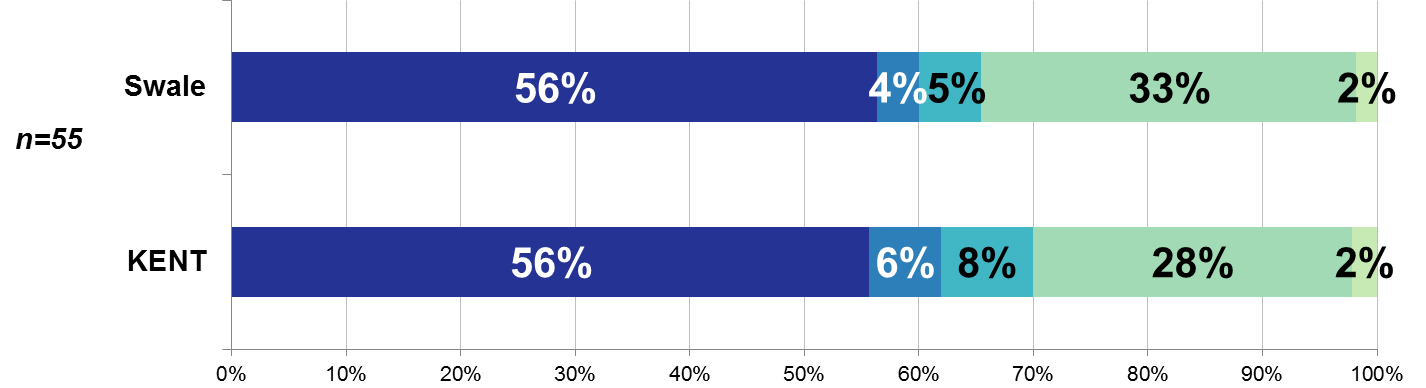 Swale 56% 4% 5% 33% 2%
n=55
KENT 56% 6% 8% 28% 2%
0% 10% 20% 30% 40% 50% 60% 70% 80% 90% 100%